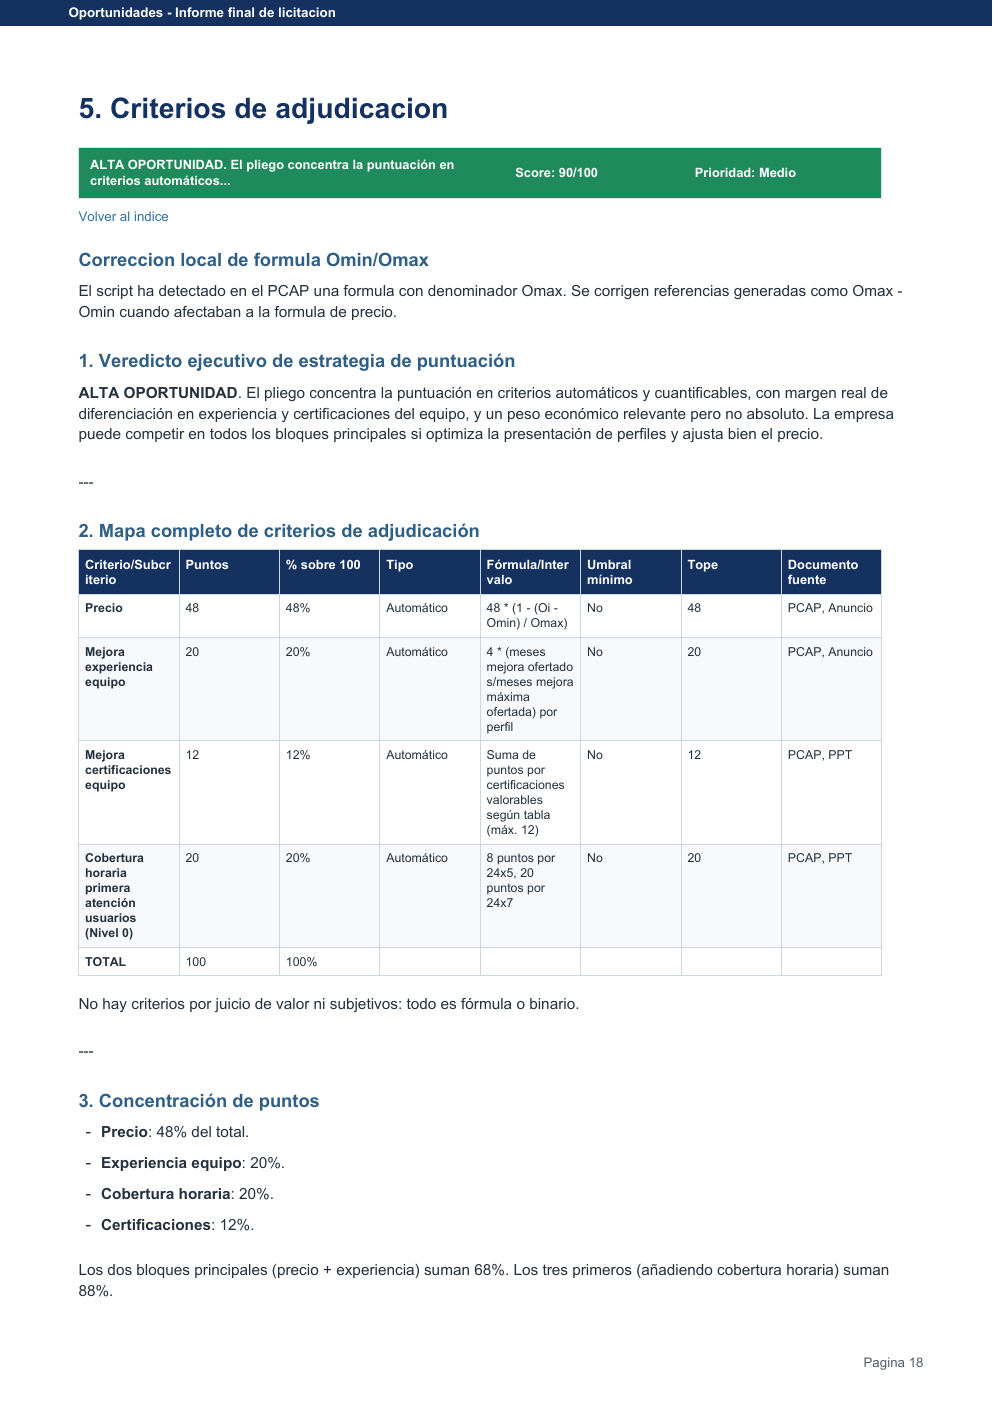 Oportunidades - Informe final de licitacion
5. Criterios de adjudicacion
ALTA OPORTUNIDAD. El pliego concentra la puntuación en
criterios automáticos...
Score: 90/100
Prioridad: Medio
Volver al indice
Correccion local de formula Omin/Omax
El script ha detectado en el PCAP una formula con denominador Omax. Se corrigen referencias generadas como Omax -
Omin cuando afectaban a la formula de precio.
1. Veredicto ejecutivo de estrategia de puntuación
ALTA OPORTUNIDAD. El pliego concentra la puntuación en criterios automáticos y cuantificables, con margen real de
diferenciación en experiencia y certificaciones del equipo, y un peso económico relevante pero no absoluto. La empresa
puede competir en todos los bloques principales si optimiza la presentación de perfiles y ajusta bien el precio.
---
2. Mapa completo de criterios de adjudicación
Criterio/Subcr
iterio
Puntos
% sobre 100
Tipo
Fórmula/Inter
valo
Umbral
mínimo
Tope
Documento
fuente
Precio
48
48%
Automático
48 * (1 - (Oi -
Omin) / Omax)
No
48
PCAP, Anuncio
Mejora
experiencia
equipo
20
20%
Automático
4 * (meses
mejora ofertado
s/meses mejora
máxima
ofertada) por
perfil
No
20
PCAP, Anuncio
Mejora
certificaciones
equipo
12
12%
Automático
Suma de
puntos por
certificaciones
valorables
según tabla
(máx. 12)
No
12
PCAP, PPT
Cobertura
horaria
primera
atención
usuarios
(Nivel 0)
20
20%
Automático
8 puntos por
24x5, 20
puntos por
24x7
No
20
PCAP, PPT
TOTAL
100
100%
No hay criterios por juicio de valor ni subjetivos: todo es fórmula o binario.
---
3. Concentración de puntos
- Precio: 48% del total.
- Experiencia equipo: 20%.
- Cobertura horaria: 20%.
- Certificaciones: 12%.
Los dos bloques principales (precio + experiencia) suman 68%. Los tres primeros (añadiendo cobertura horaria) suman
88%.
Pagina 18